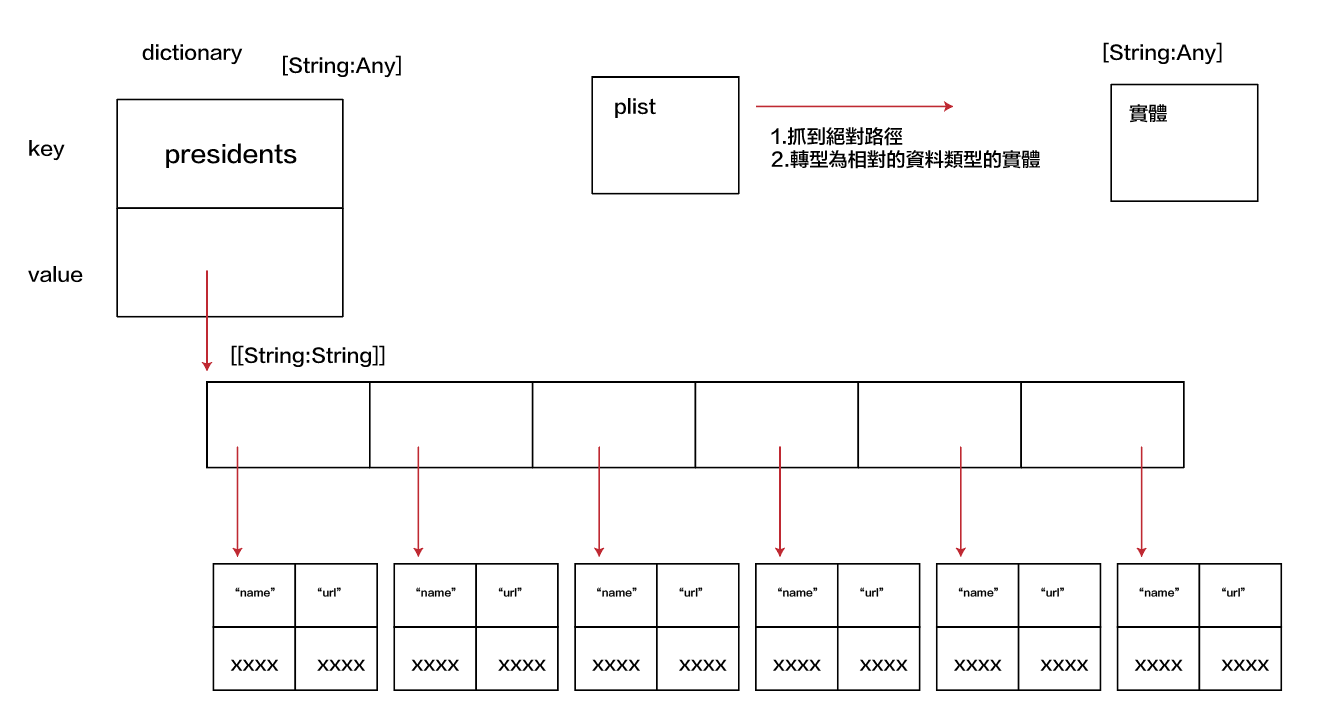 dictionary
[String:Any]
key
presidents
value
plist
1.抓到絕對路徑
2.轉型為相對的資料類型的實體
[String:Any]
實體
[[String:String]]
“name” “url” “name” “url” “name” “url” “name” “url” “name” “url” “name” “url”
xxxx xxxx xxxx xxxx xxxx xxxx xxxx xxxx xxxx xxxx xxxx xxxx